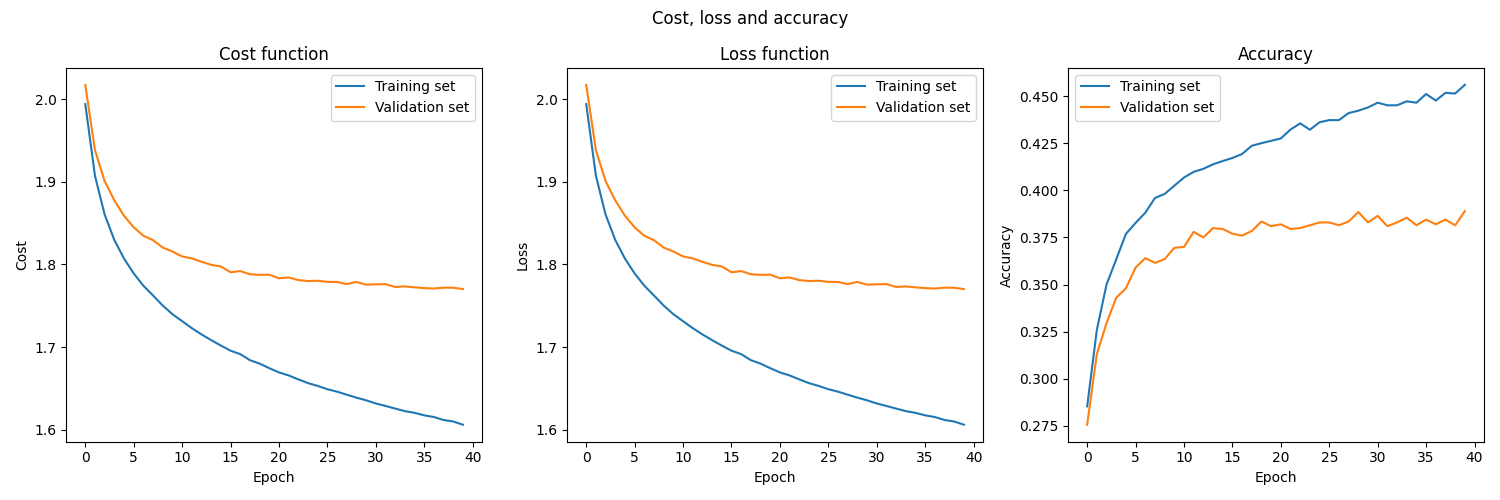 Cost, loss and accuracy
Cost function
Training set
Validation set
2.0
1.9
1.8
1.7
1.6
Cost
0 5 10 15 20 25 30 35 40
Epoch
Loss function
Training set
Validation set
2.0
1.9
1.8
1.7
1.6
Loss
0 5 10 15 20 25 30 35 40
Epoch
Accuracy
Training set
Validation set
0.450
0.425
0.400
0.375
0.350
0.325
0.300
0.275
Accuracy
0 5 10 15 20 25 30 35 40
Epoch